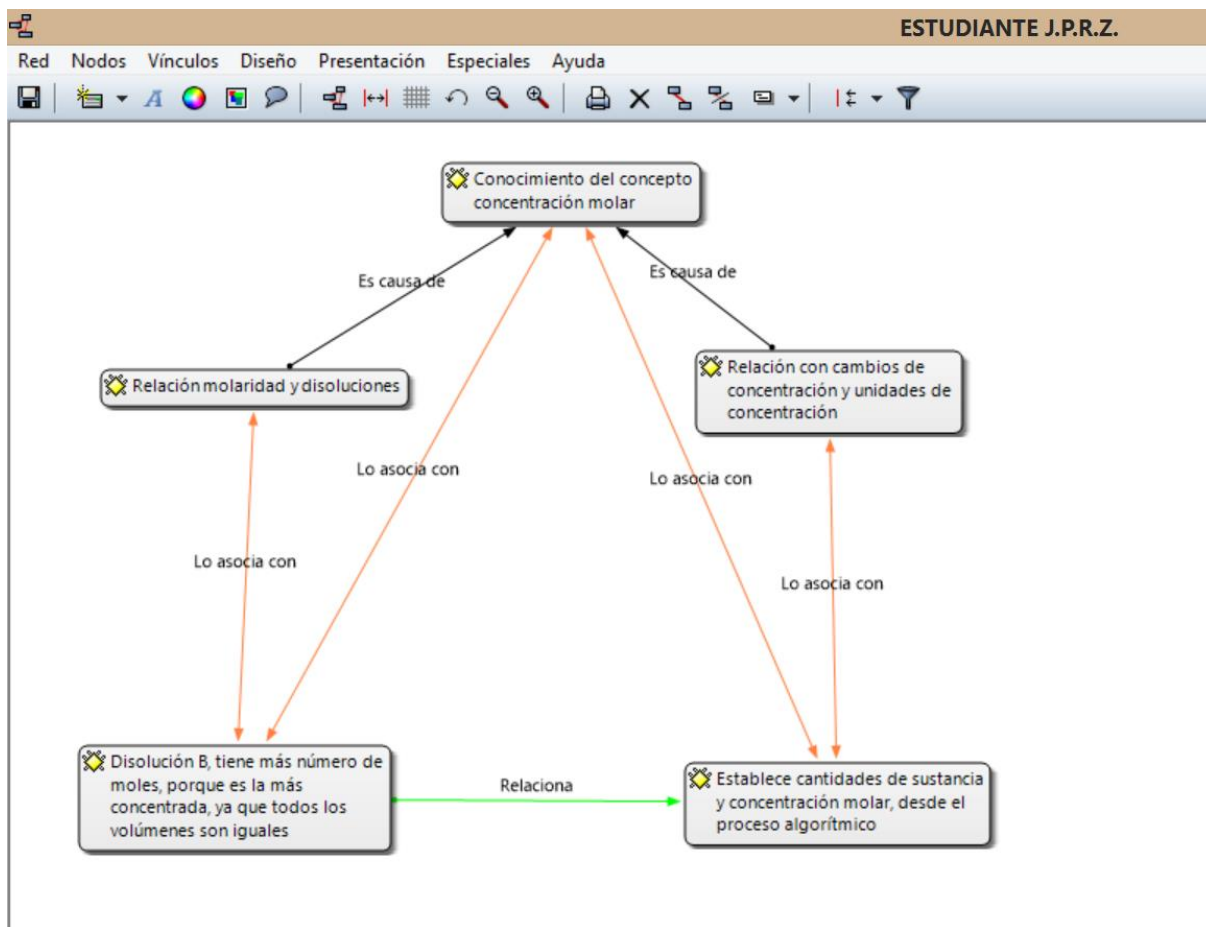 ESTUDIANTE J.P.R.Z.
Red Nodos Vínculos Diseño Presentación Especiales Ayuda
Conocimiento del concepto
concentración molar
Es causa de
Es causa de
Relación molaridad y disoluciones
Relación con cambios de
concentración y unidades de
concentración
Lo asocia con
Lo asocia con
Lo asocia con
Lo asocia con
Disolución B, tiene más número de
moles, porque es la más
concentrada, ya que todos los
volúmenes son iguales
Relaciona
Establece cantidades de sustancia
y concentración molar, desde el
proceso algorítmico